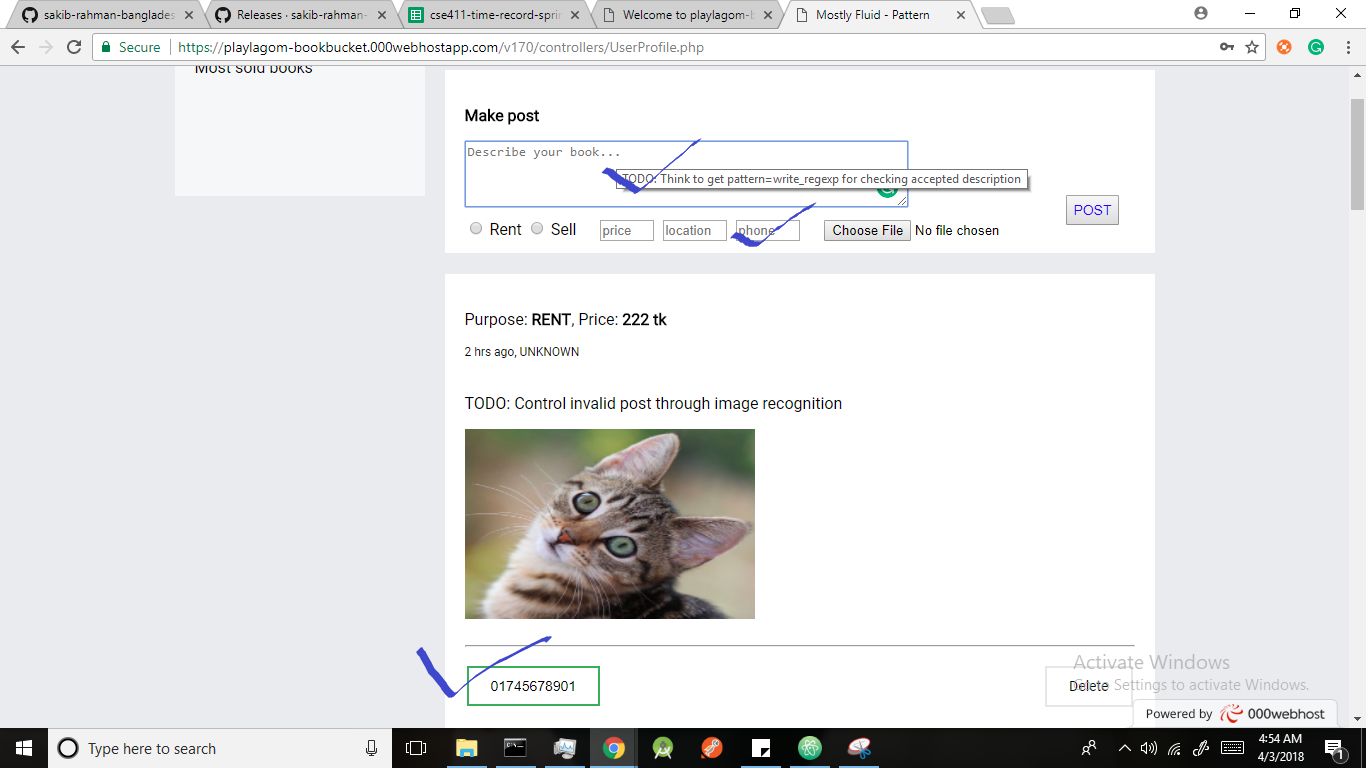 sakib-rahman-banglades
Releases · sakib-rahman-
cse411-time-record-sprin
Welcome to playlagom-b
Mostly Fluid - Pattern
Secure
https://playlagom-bookbucket.000webhostapp.com/v170/controllers/UserProfile.php
Most sold books
Make post
Describe your book...
TODO: Think to get pattern=write_regexp for checking accepted description
POST
Rent Sell price location phone Choose File No file chosen
Purpose: RENT, Price: 222 tk
2 hrs ago, UNKNOWN
TODO: Control invalid post through image recognition
01745678901
Delete
Activate Windows
Go to Settings to activate Windows.
Powered by 000webhost
Type here to search
4:54 AM
4/3/2018
1